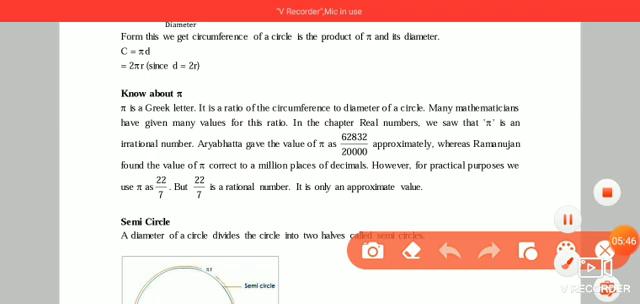 "V Recorder",Mic in use
Diameter
Form this we get circumference of a circle is the product of π and its diameter.
C = πd
= 2πr (since d = 2r)
Know about π
π is a Greek letter. It is a ratio of the circumference to diameter of a circle. Many mathematicians
have given many values for this ratio. In the chapter Real numbers, we saw that 'π' is an
irrational number. Aryabhatta gave the value of π as 62832/20000 approximately, whereas Ramanujan
found the value of π correct to a million places of decimals. However, for practical purposes we
use π as 22/7. But 22/7 is a rational number. It is only an approximate value.
Semi Circle
A diameter of a circle divides the circle into two halves called semi circles.
05:46
V RECORDER
πr
Semi circle